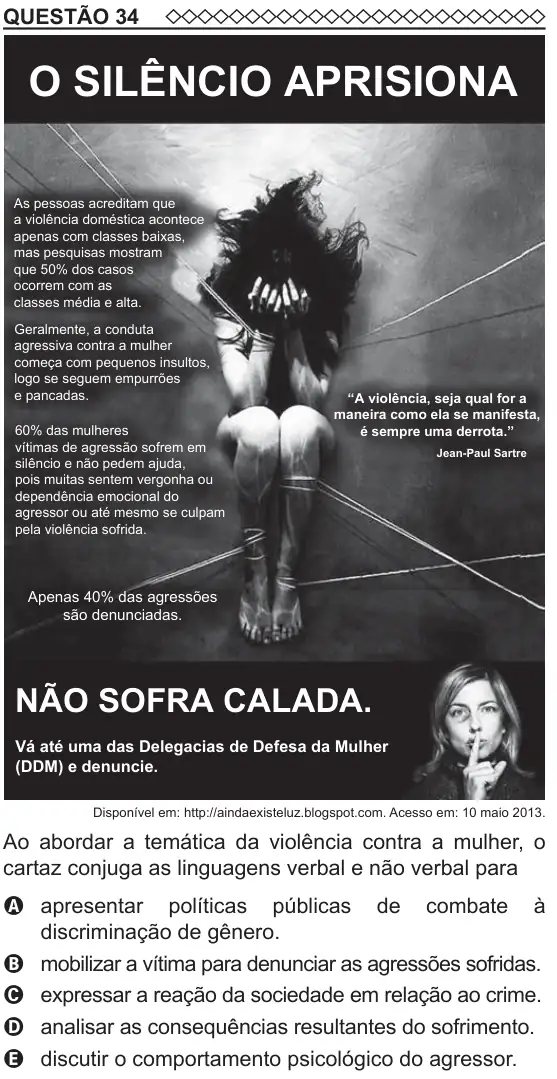 QUESTÃO 34
O SILÊNCIO APRISIONA
As pessoas acreditam que
a violência doméstica acontece
apenas com classes baixas,
mas pesquisas mostram
que 50% dos casos
ocorrem com as
classes média e alta.
Geralmente, a conduta
agressiva contra a mulher
começa com pequenos insultos,
logo se seguem empurrões
e pancadas.
60% das mulheres
vítimas de agressão sofrem em
silêncio e não pedem ajuda,
pois muitas sentem vergonha ou
dependência emocional do
agressor ou até mesmo se culpam
pela violência sofrida.
Apenas 40% das agressões
são denunciadas.
“A violência, seja qual for a
maneira como ela se manifesta,
é sempre uma derrota.”
Jean-Paul Sartre
NÃO SOFRA CALADA.
Vá até uma das Delegacias de Defesa da Mulher
(DDM) e denuncie.
Disponível em: http://aindaexisteluz.blogspot.com. Acesso em: 10 maio 2013.
Ao abordar a temática da violência contra a mulher, o
cartaz conjuga as linguagens verbal e não verbal para
A apresentar políticas públicas de combate à
discriminação de gênero.
B mobilizar a vítima para denunciar as agressões sofridas.
C expressar a reação da sociedade em relação ao crime.
D analisar as consequências resultantes do sofrimento.
E discutir o comportamento psicológico do agressor.